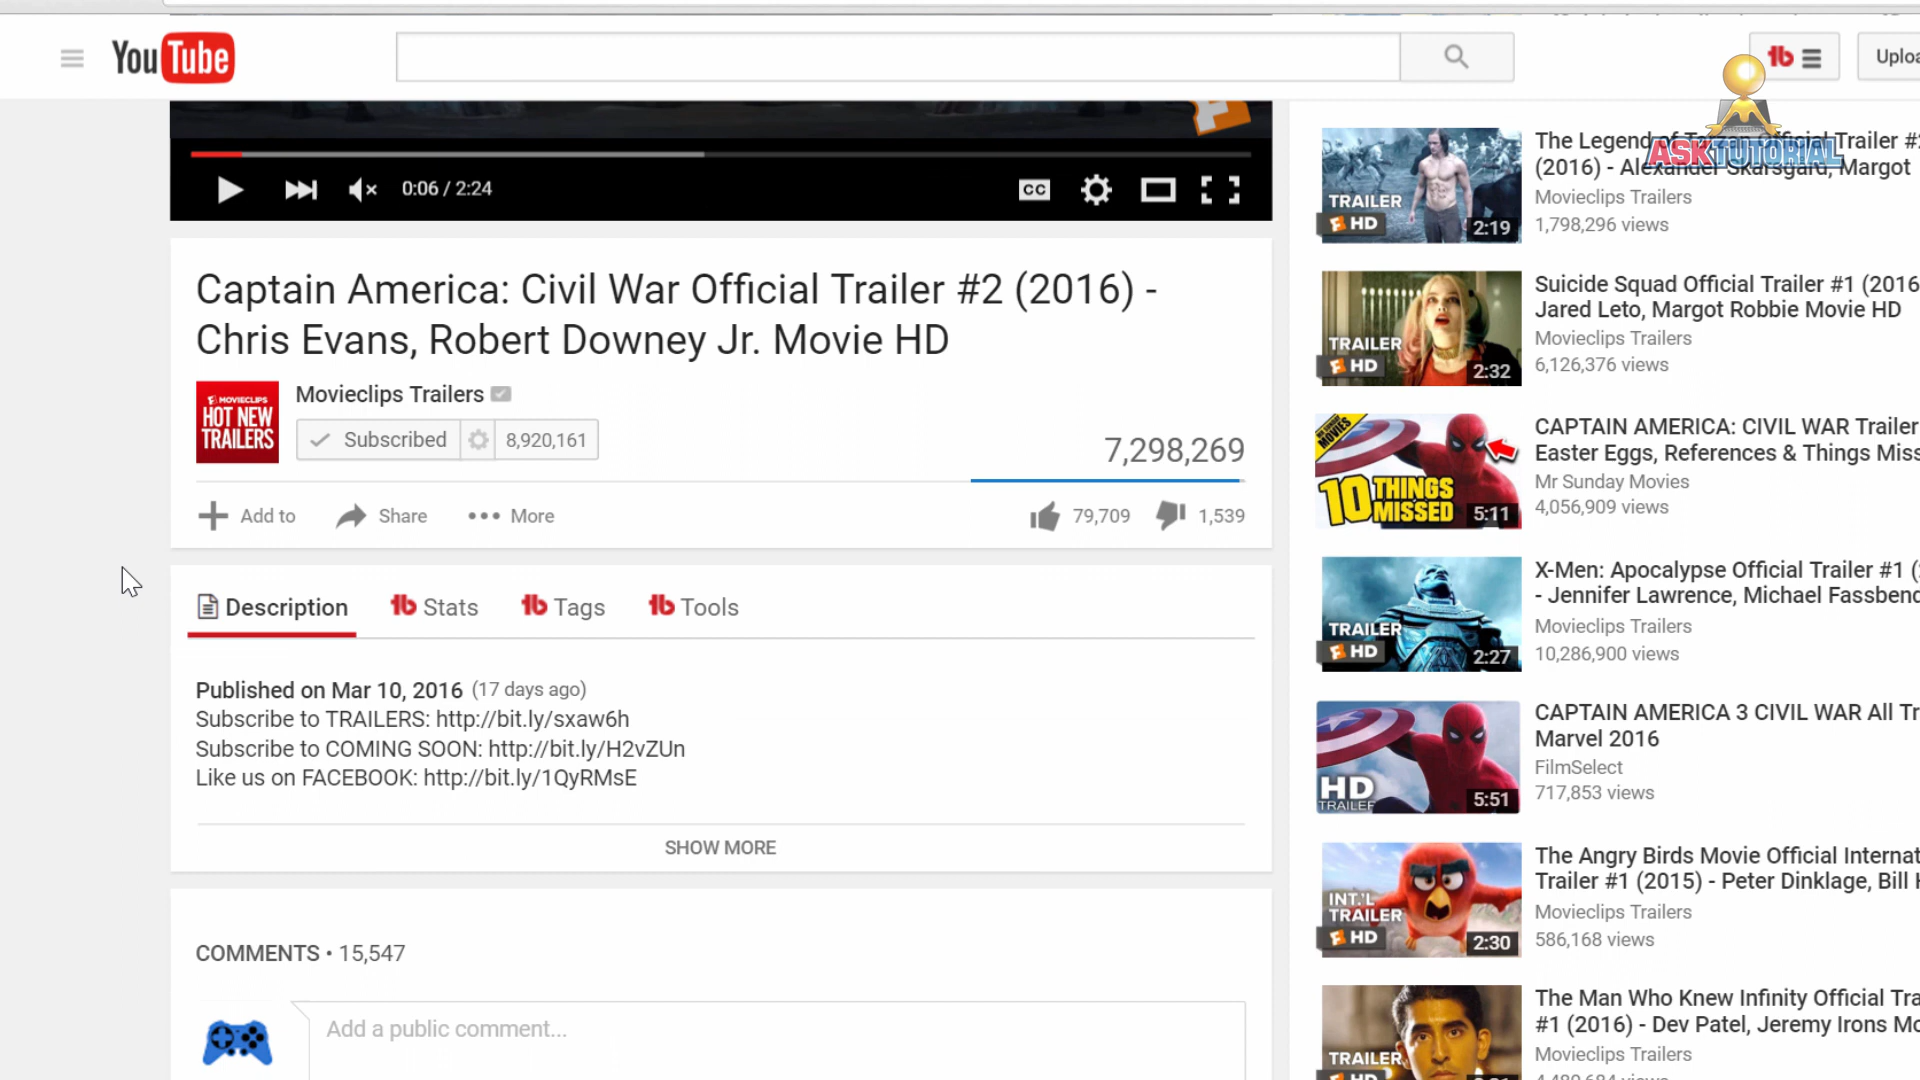 YouTube
Uploa
ASKTUTORIAL
0:06 / 2:24
CC
Captain America: Civil War Official Trailer #2 (2016) -
Chris Evans, Robert Downey Jr. Movie HD
MOVIECLIPS
HOT NEW
TRAILERS
Movieclips Trailers
Subscribed
8,920,161
7,298,269
Add to
Share
More
79,709
1,539
Description
tb Stats
tb Tags
tb Tools
Published on Mar 10, 2016 (17 days ago)
Subscribe to TRAILERS: http://bit.ly/sxaw6h
Subscribe to COMING SOON: http://bit.ly/H2vZUn
Like us on FACEBOOK: http://bit.ly/1QyRMsE
SHOW MORE
COMMENTS • 15,547
Add a public comment...
TRAILER
HD
2:19
The Legend of Tarzan Official Trailer #
(2016) - Alexander Skarsgard, Margot
Movieclips Trailers
1,798,296 views
TRAILER
HD
2:32
Suicide Squad Official Trailer #1 (2016
Jared Leto, Margot Robbie Movie HD
Movieclips Trailers
6,126,376 views
MOVIES
10 THINGS
MISSED
5:11
CAPTAIN AMERICA: CIVIL WAR Trailer
Easter Eggs, References & Things Miss
Mr Sunday Movies
4,056,909 views
TRAILER
HD
2:27
X-Men: Apocalypse Official Trailer #1 (
- Jennifer Lawrence, Michael Fassbend
Movieclips Trailers
10,286,900 views
HD
TRAILER
5:51
CAPTAIN AMERICA 3 CIVIL WAR All Tr
Marvel 2016
FilmSelect
717,853 views
INT.'L
TRAILER
HD
2:30
The Angry Birds Movie Official Internat
Trailer #1 (2015) - Peter Dinklage, Bill H
Movieclips Trailers
586,168 views
TRAILER
HD
The Man Who Knew Infinity Official Tra
#1 (2016) - Dev Patel, Jeremy Irons Mo
Movieclips Trailers